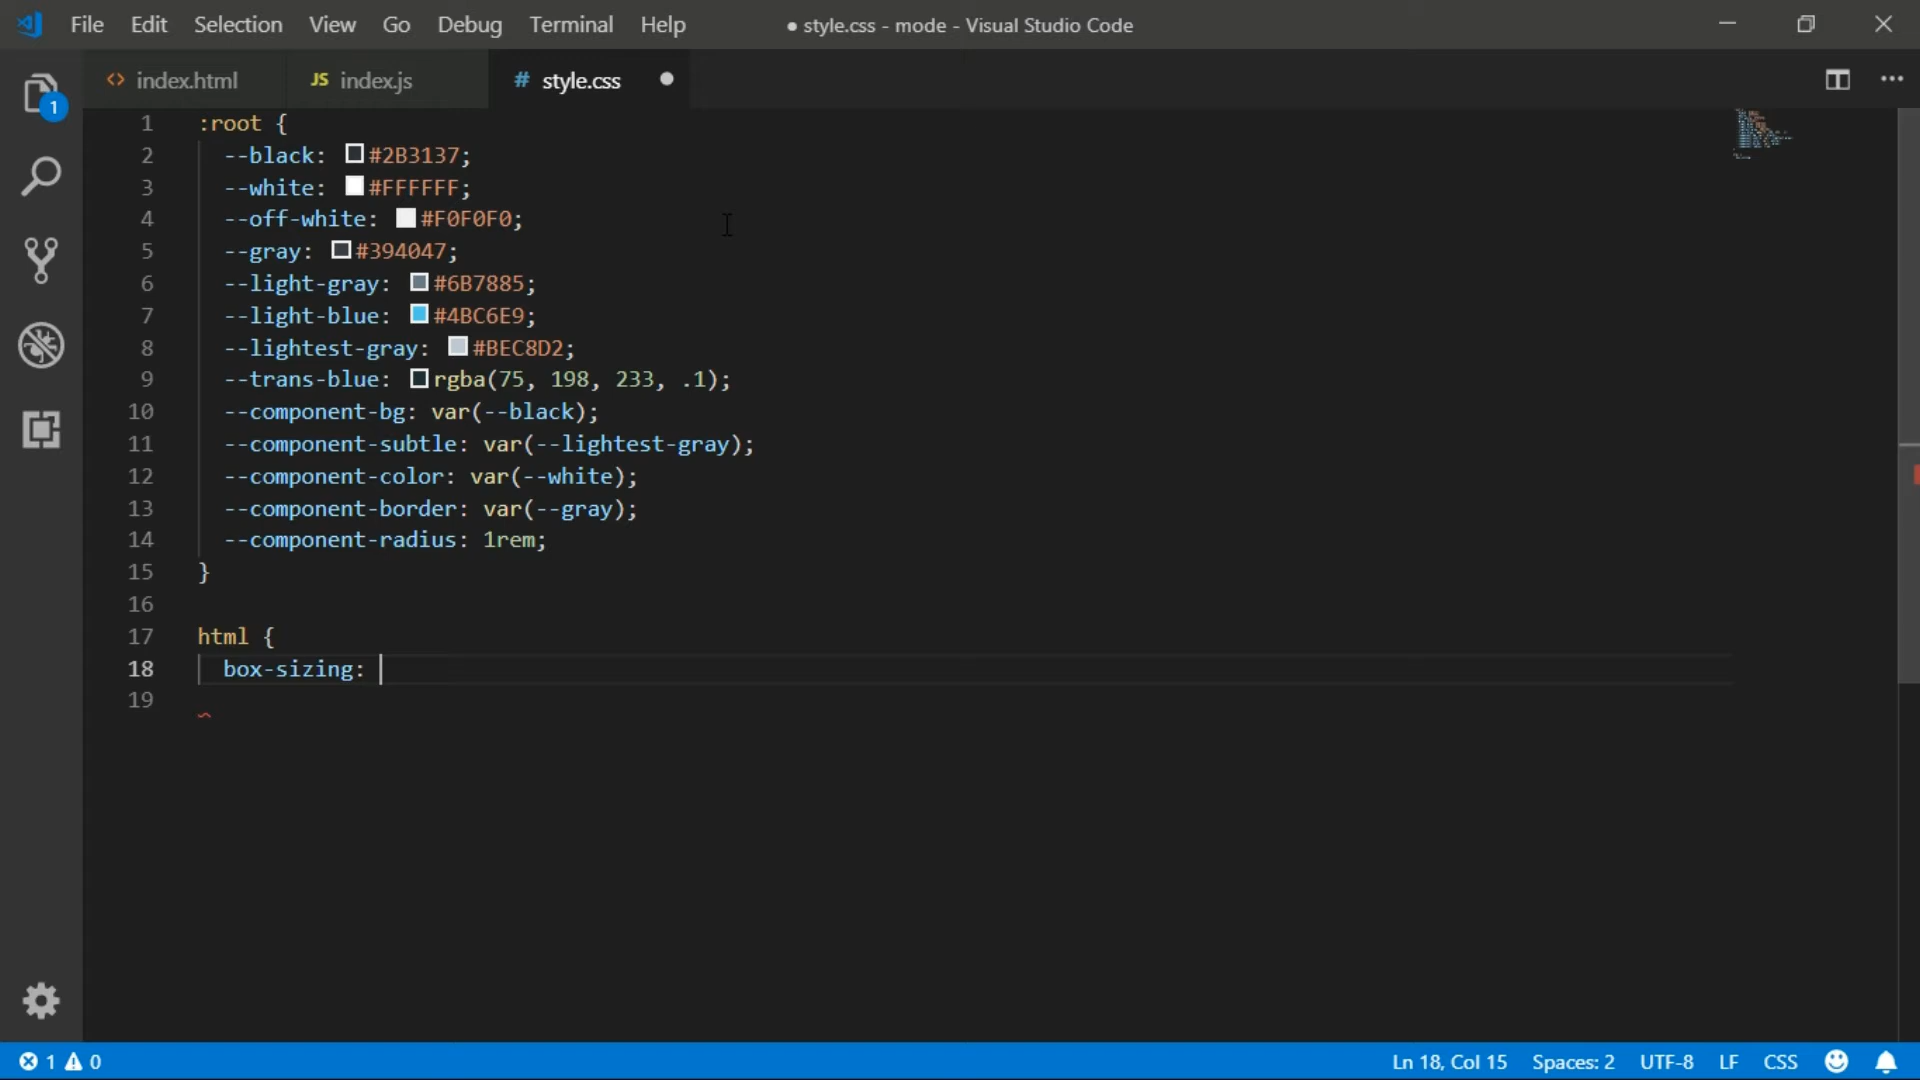 File Edit Selection View Go Debug Terminal Help ● style.css - mode - Visual Studio Code
<> index.html JS index.js # style.css ●
1
1 :root {
2 --black: #2B3137;
3 --white: #FFFFFF;
4 --off-white: #F0F0F0;
5 --gray: #394047;
6 --light-gray: #6B7885;
7 --light-blue: #4BC6E9;
8 --lightest-gray: #BEC8D2;
9 --trans-blue: rgba(75, 198, 233, .1);
10 --component-bg: var(--black);
11 --component-subtle: var(--lightest-gray);
12 --component-color: var(--white);
13 --component-border: var(--gray);
14 --component-radius: 1rem;
15 }
16
17 html {
18 box-sizing:
19
1 0 Ln 18, Col 15 Spaces: 2 UTF-8 LF CSS